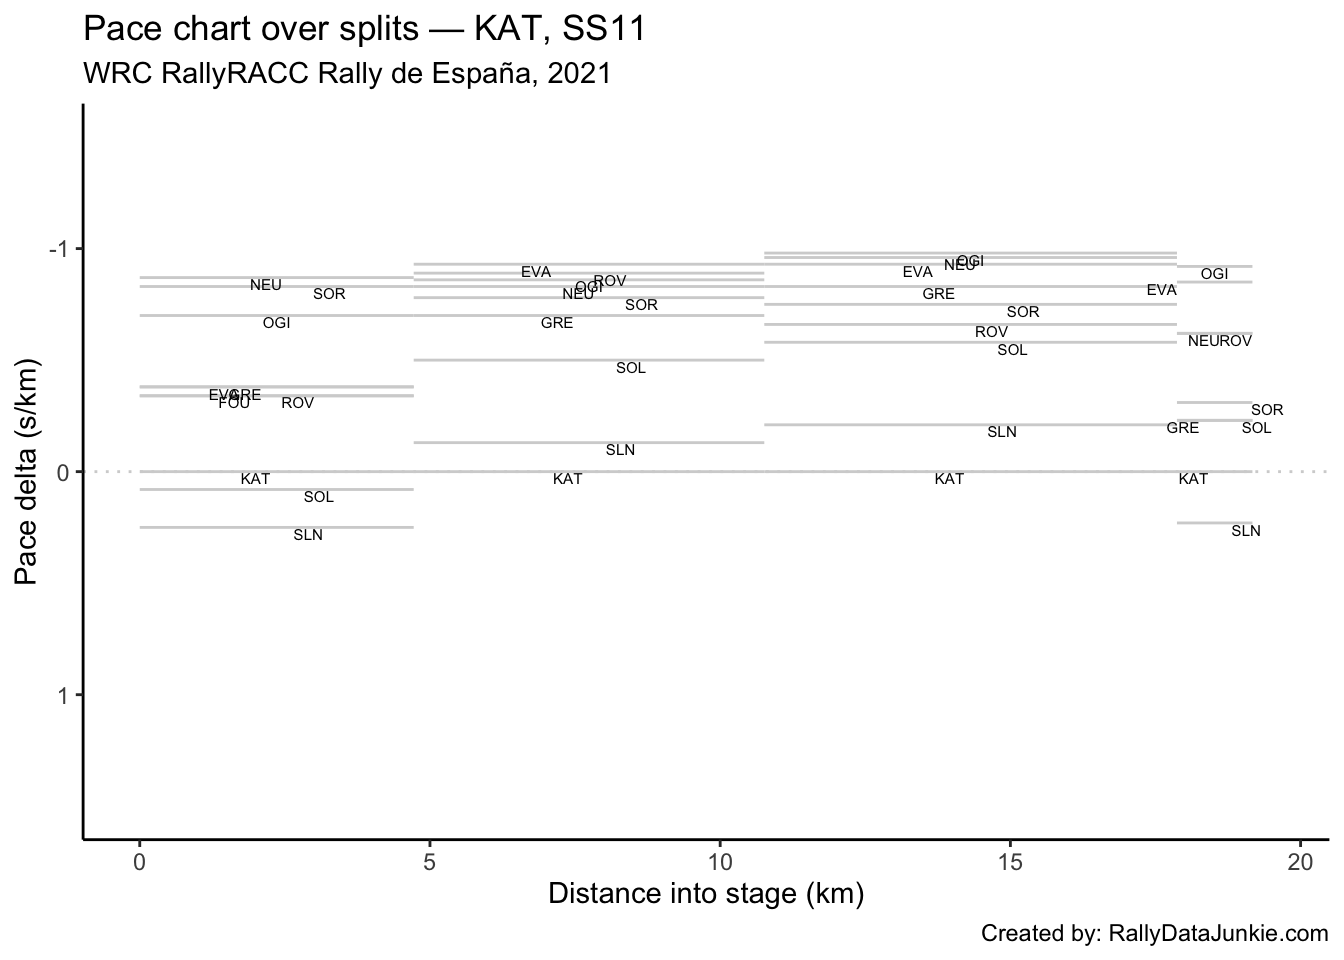 Pace chart over splits — KAT, SS11
WRC RallyRACC Rally de España, 2021
Pace delta (s/km)
-1
0
1
NEU
SOR
OGI
EVA
GRE
FOU
ROV
KAT
SOL
SLN
EVA
ROV
OGI
NEU
SOR
GRE
SOL
SLN
KAT
OGI
NEU
EVA
GRE
SOR
ROV
SOL
SLN
KAT
OGI
EVA
NEU
ROV
SOR
GRE
SOL
KAT
SLN
0 5 10 15 20
Distance into stage (km)
Created by: RallyDataJunkie.com